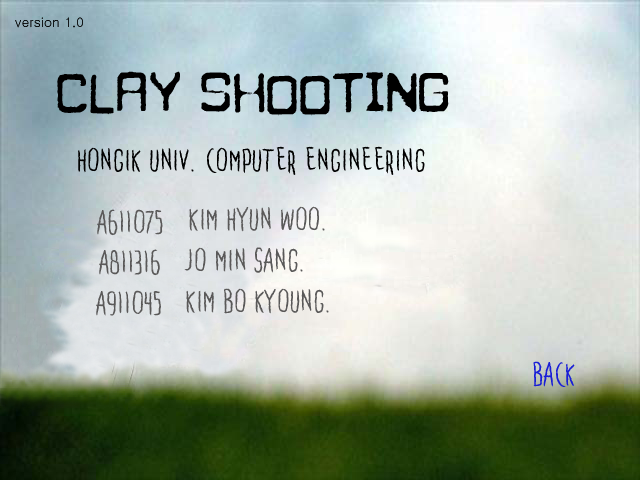 version 1.0
CLAY SHOOTING
HONGIK UNIV. COMPUTER ENGINEERING
A611075 KIM HYUN WOO.
A811316 JO MIN SANG.
A911045 KIM BO KYOUNG.
BACK